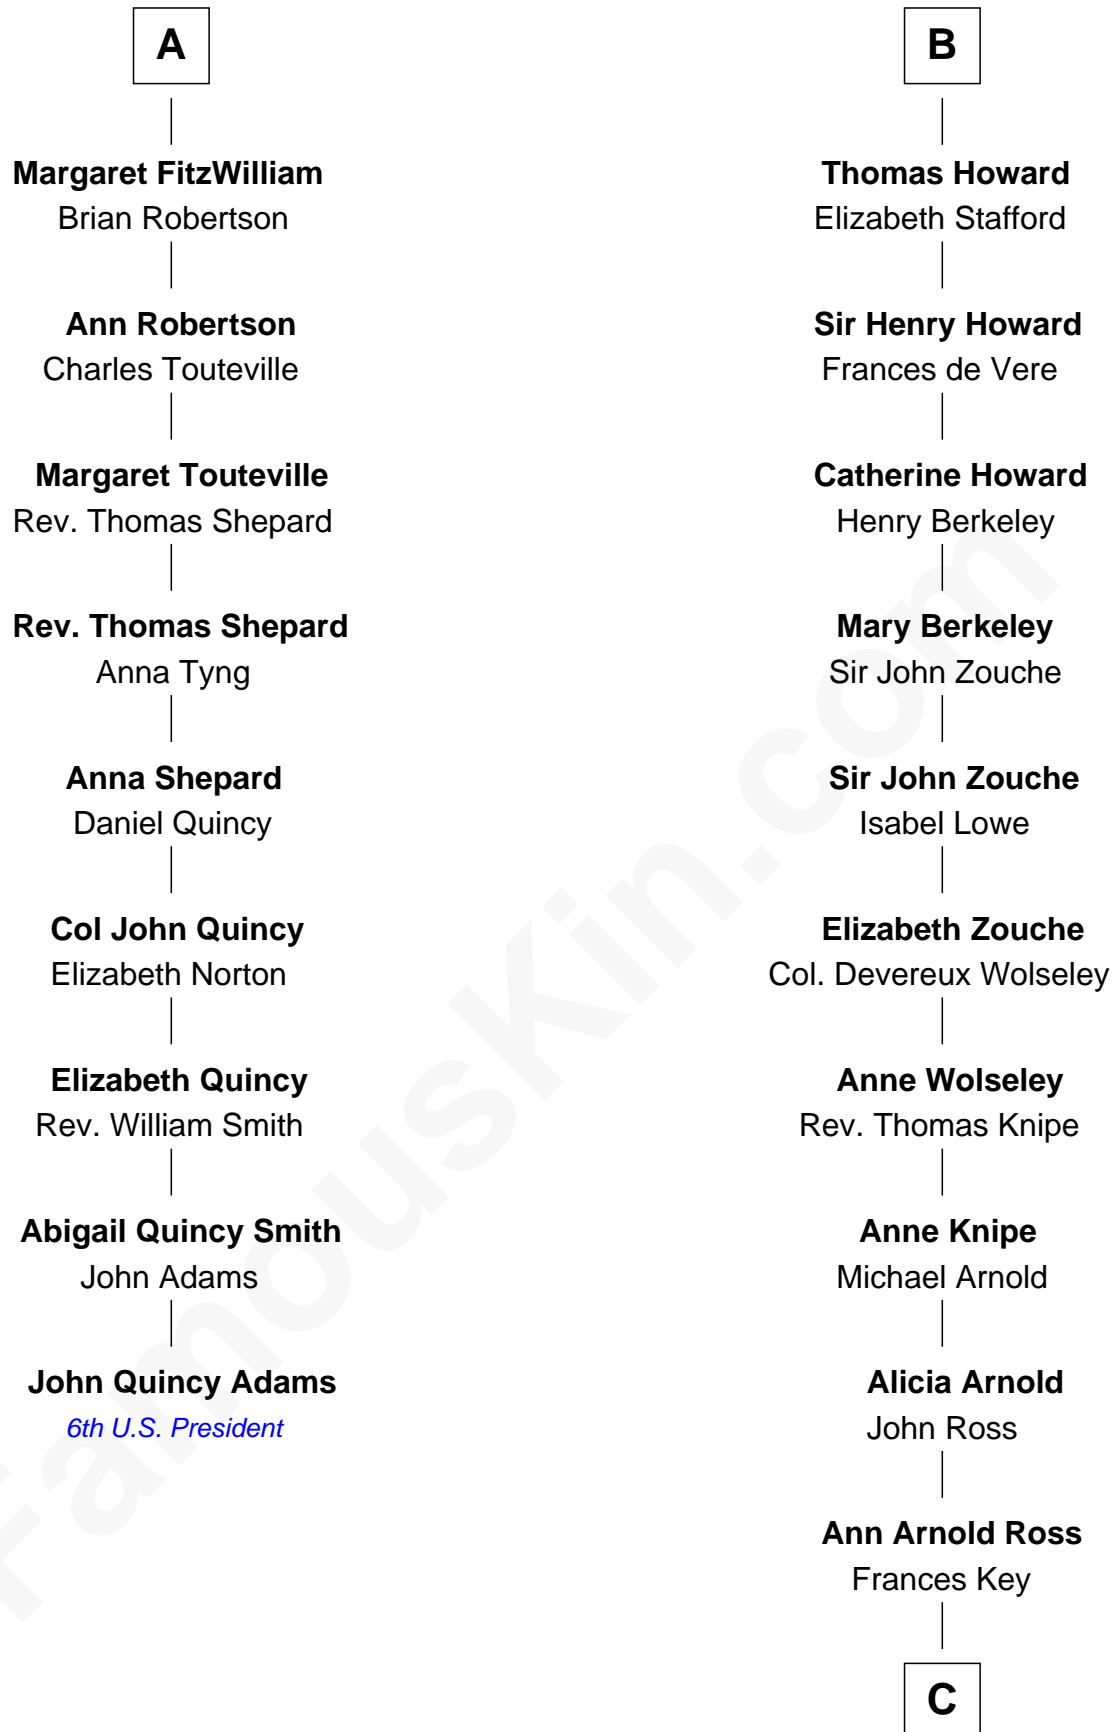 A
Margaret FitzWilliam
Brian Robertson
Ann Robertson
Charles Touteville
Margaret Touteville
Rev. Thomas Shepard
Rev. Thomas Shepard
Anna Tyng
Anna Shepard
Daniel Quincy
Col John Quincy
Elizabeth Norton
Elizabeth Quincy
Rev. William Smith
Abigail Quincy Smith
John Adams
John Quincy Adams
6th U.S. President
B
Thomas Howard
Elizabeth Stafford
Sir Henry Howard
Frances de Vere
Catherine Howard
Henry Berkeley
Mary Berkeley
Sir John Zouche
Sir John Zouche
Isabel Lowe
Elizabeth Zouche
Col. Devereux Wolseley
Anne Wolseley
Rev. Thomas Knipe
Anne Knipe
Michael Arnold
Alicia Arnold
John Ross
Ann Arnold Ross
Frances Key
C
FamousKin.com